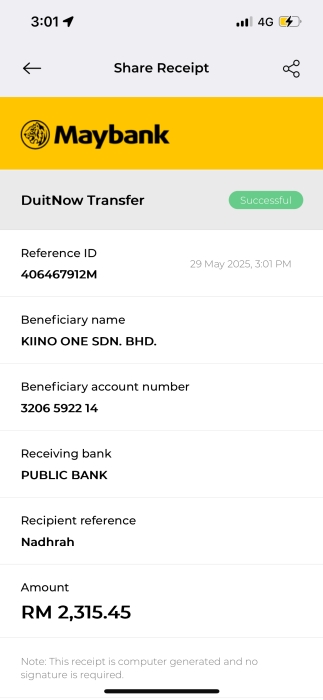 3:01
4G
Share Receipt
Maybank
DuitNow Transfer
Successful
Reference ID
406467912M
29 May 2025, 3:01 PM
Beneficiary name
KIINO ONE SDN. BHD.
Beneficiary account number
3206 5922 14
Receiving bank
PUBLIC BANK
Recipient reference
Nadhrah
Amount
RM 2,315.45
Note: This receipt is computer generated and no
signature is required.